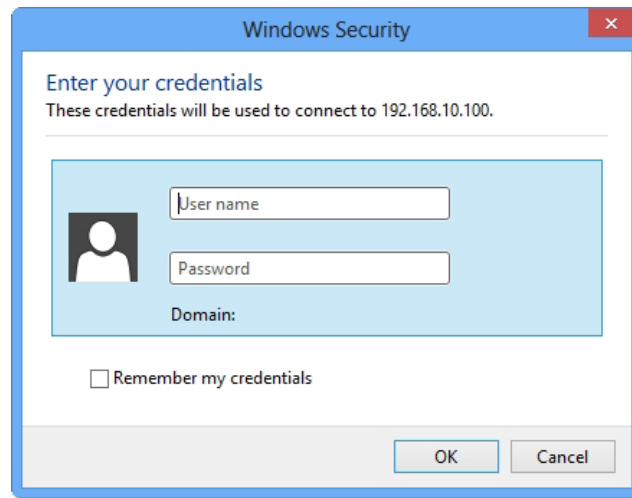 Windows Security
Enter your credentials
These credentials will be used to connect to 192.168.10.100.
User name
Password
Domain:
Remember my credentials
OK
Cancel